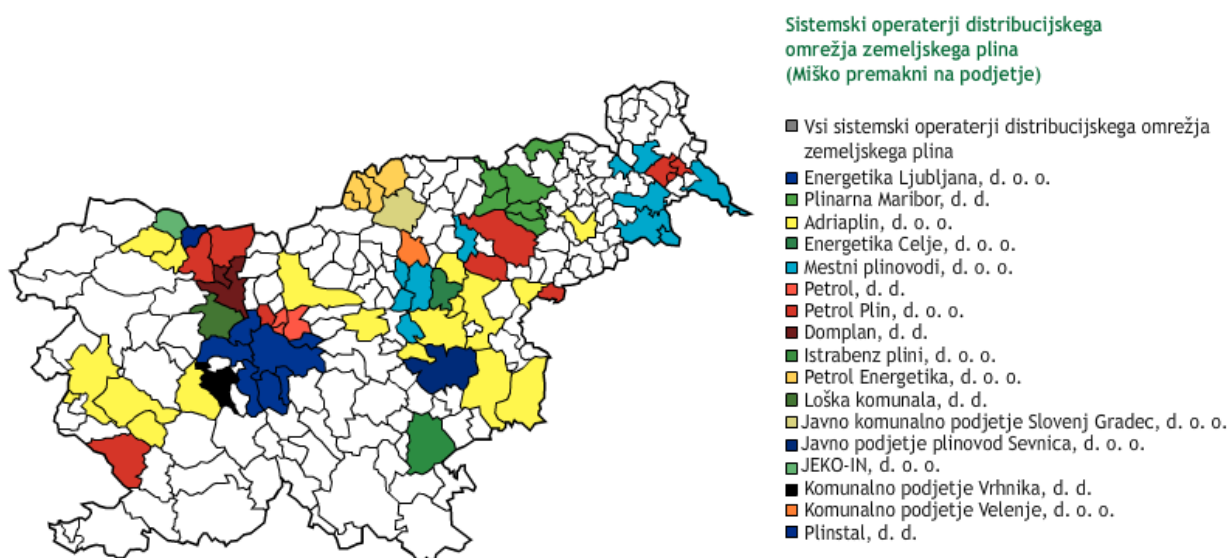 Sistemski operaterji distribucijskega
omrežja zemeljskega plina
(Miško premakni na podjetje)
Vsi sistemski operaterji distribucijskega omrežja
zemeljskega plina
Energetika Ljubljana, d. o. o.
Plinarna Maribor, d. d.
Adriaplin, d. o. o.
Energetika Celje, d. o. o.
Mestni plinovodi, d. o. o.
Petrol, d. d.
Petrol Plin, d. o. o.
Domplan, d. d.
Istrabenz plini, d. o. o.
Petrol Energetika, d. o. o.
Loška komunala, d. d.
Javno komunalno podjetje Slovenj Gradec, d. o. o.
Javno podjetje plinovod Sevnica, d. o. o.
JEKO-IN, d. o. o.
Komunalno podjetje Vrhnika, d. d.
Komunalno podjetje Velenje, d. o. o.
Plinstal, d. d.